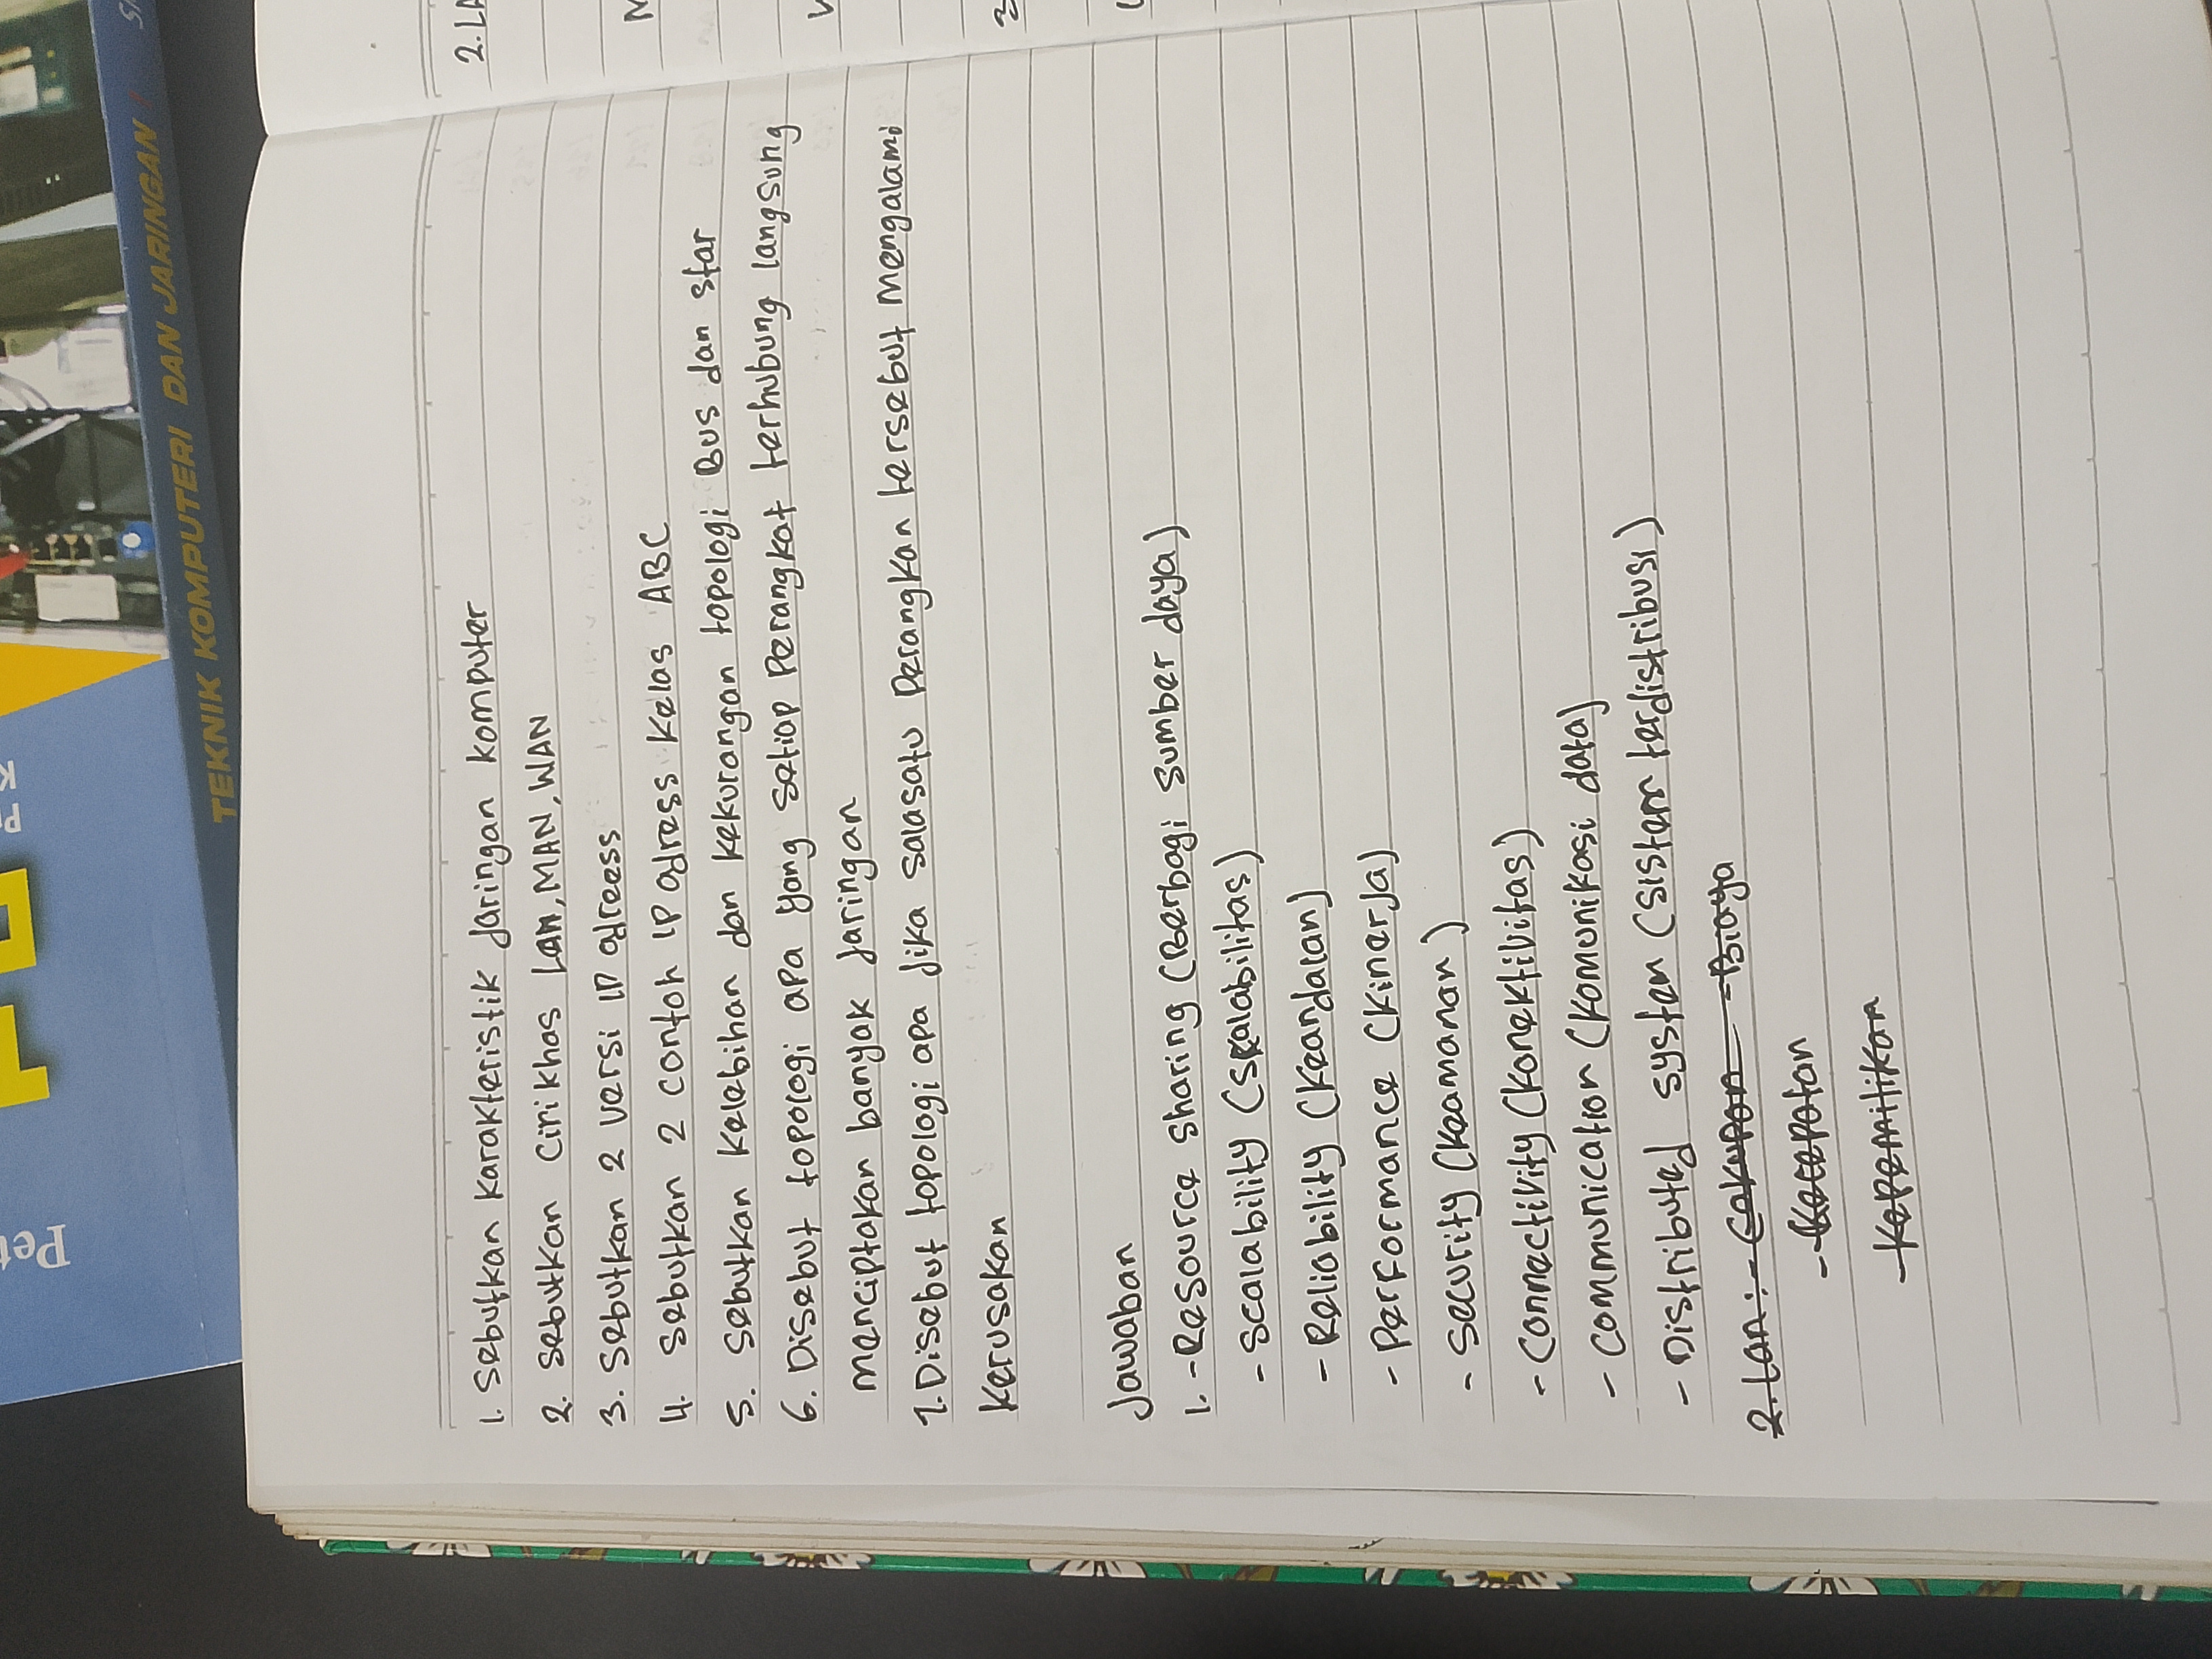 1. Sebutkan karakteristik Jaringan komputer
2. Sebutkan Ciri khas Lan, MAN, WAN
3. Sebutkan 2 versi IP adreess
4. Sebutkan 2 contoh IP adress Kelas ABC
5. Sebutkan Kelebihan dan kekurangan topologi Bus dan star
6. Disebut topologi apa yang setiap Perangkat terhubung langsung
menciptakan banyak Jaringan
7. Disebut topologi apa Jika salasatu Perangkan tersebut mengalami
Kerusakan
Jawaban
1. - Resource sharing (Berbagi sumber daya)
- Scalability (Skalabilitas)
- Reliability (Keandalan)
- Performance (Kinerja)
- Security (Keamanan)
- Connectivity (Konektivitas)
- Communication (Komunikasi data)
- Distributed system (sistem terdistribusi)
2. Lan: - Cakupan - Biaya
- Kecepatan
- Kepemilikan
2. LA
TEKNIK KOMPUTERI DAN JARINGAN
Pet